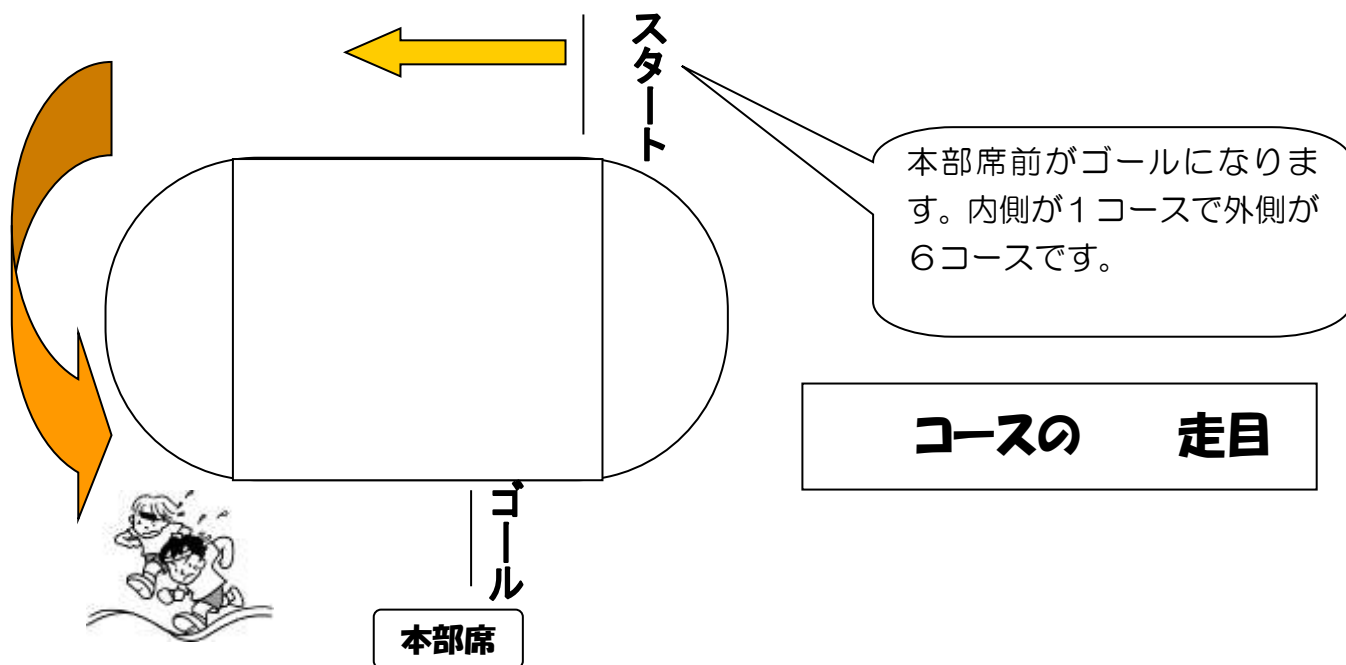 スタート
本部席前がゴールになりま
す。内側が１コースで外側が
６コースです。
コースの　　走目
ゴール
本部席